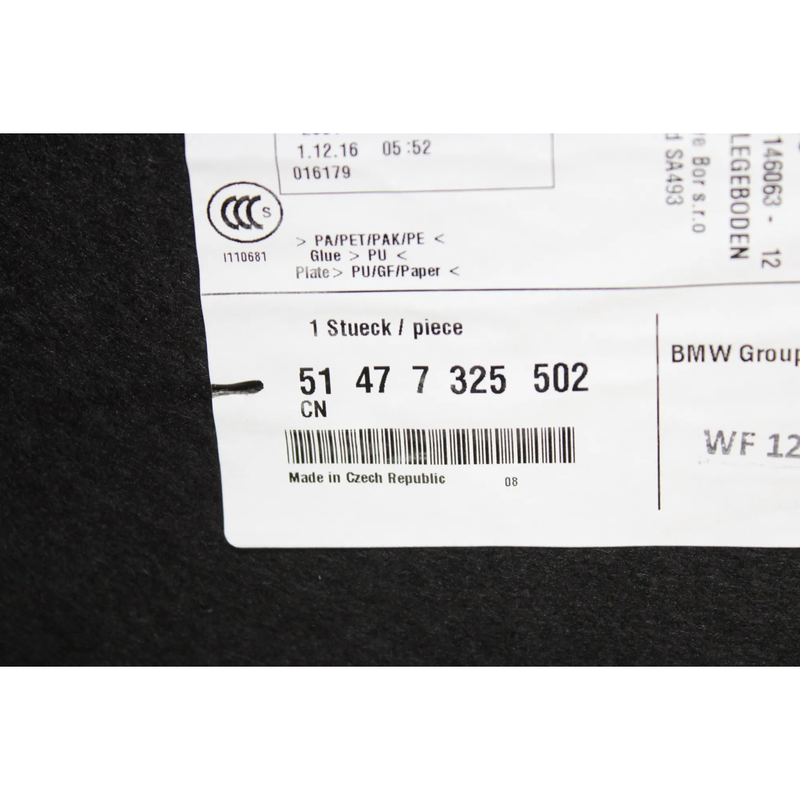 1.12.16 05:52
016179
CCC S
I110681
> PA/PET/PAK/PE <
Glue > PU <
Plate > PU/GF/Paper <
Bor s.r.o
SA493
146063 - 12
LEGEBODEN
1 Stueck / piece
51 47 7 325 502
CN
Made in Czech Republic 08
BMW Group
WF 12